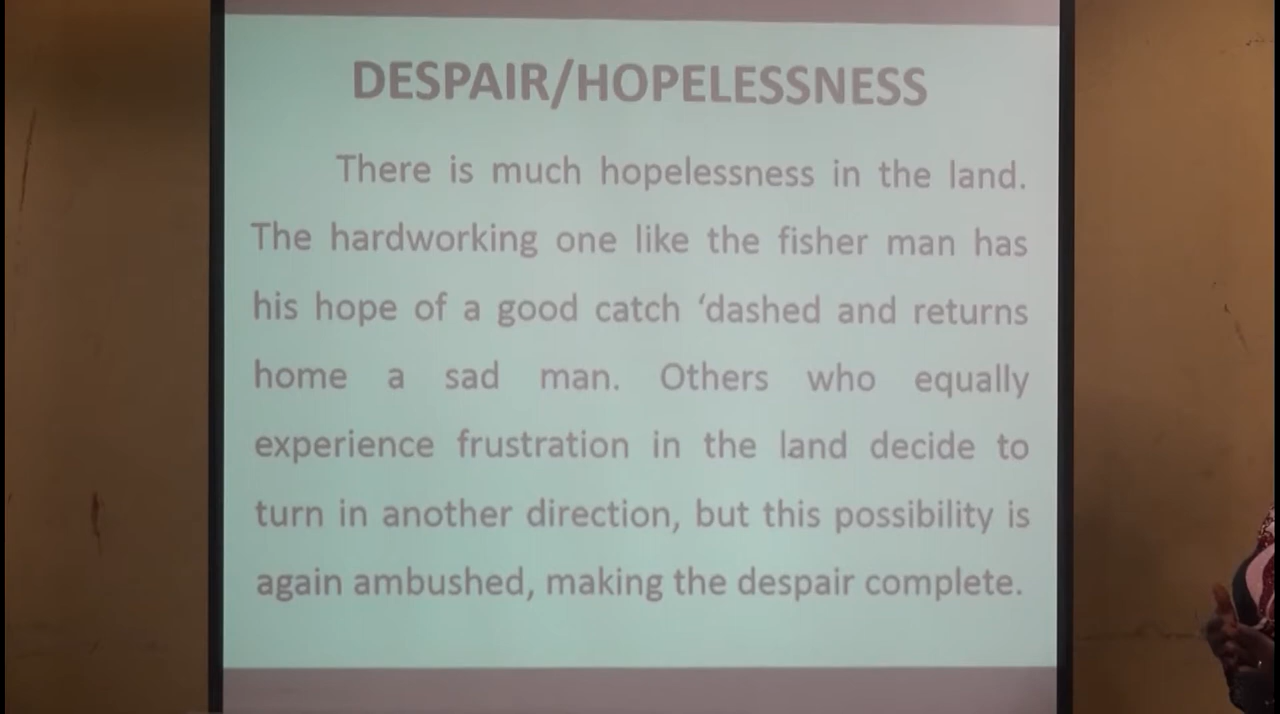 DESPAIR/HOPELESSNESS
There is much hopelessness in the land.
The hardworking one like the fisher man has
his hope of a good catch ‘dashed and returns
home a sad man. Others who equally
experience frustration in the land decide to
turn in another direction, but this possibility is
again ambushed, making the despair complete.